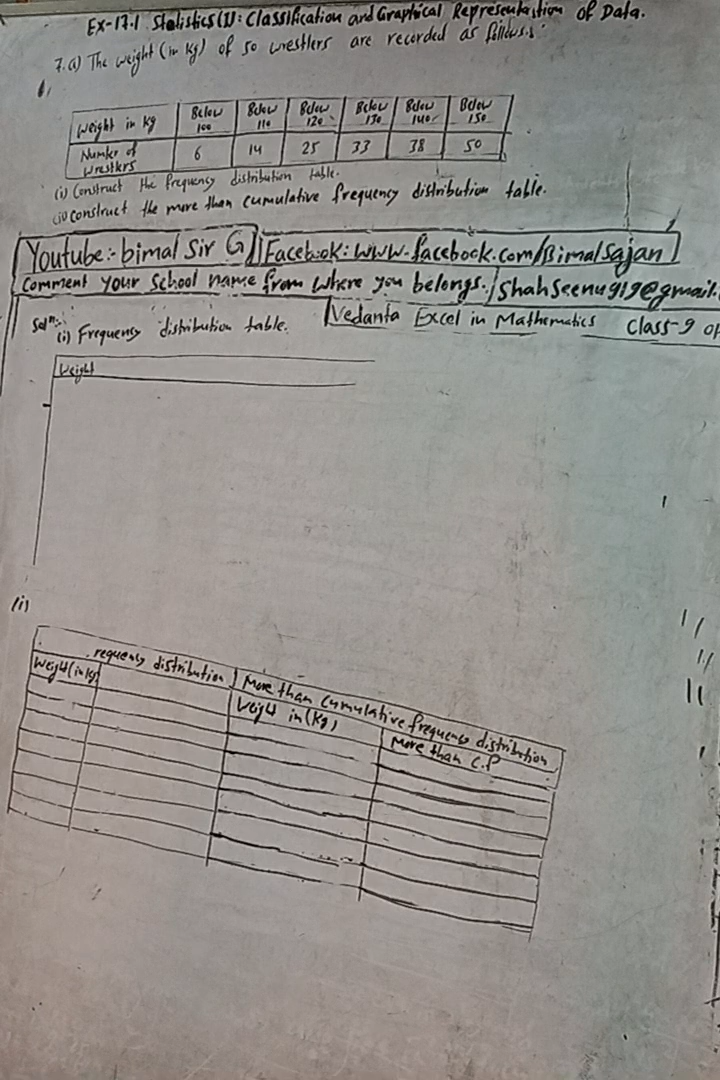 Ex-17.1 Statistics(I): Classification and Graphical Representation of Data.
7.a) The weight (in kg) of 50 wrestlers are recorded as follows:
Weight in kg Below 100 Below 110 Below 120 Below 130 Below 140 Below 150
Number of wrestlers 6 14 25 33 38 50
(i) Construct the frequency distribution table.
(ii) Construct the more than cumulative frequency distribution table.
Youtube:- bimal Sir G Facebook: www.facebook.com/Bimalsajan
Comment your School name from where you belongs. Shahseenu919@gmail.
Vedanta Excel in Mathematics Class-9 of
Solⁿ:
(i) Frequency distribution table.
Weight
(i)
requency distribution More than cumulative frequency distribution
Weight(in kg) Weight in (Kg) More than C.f